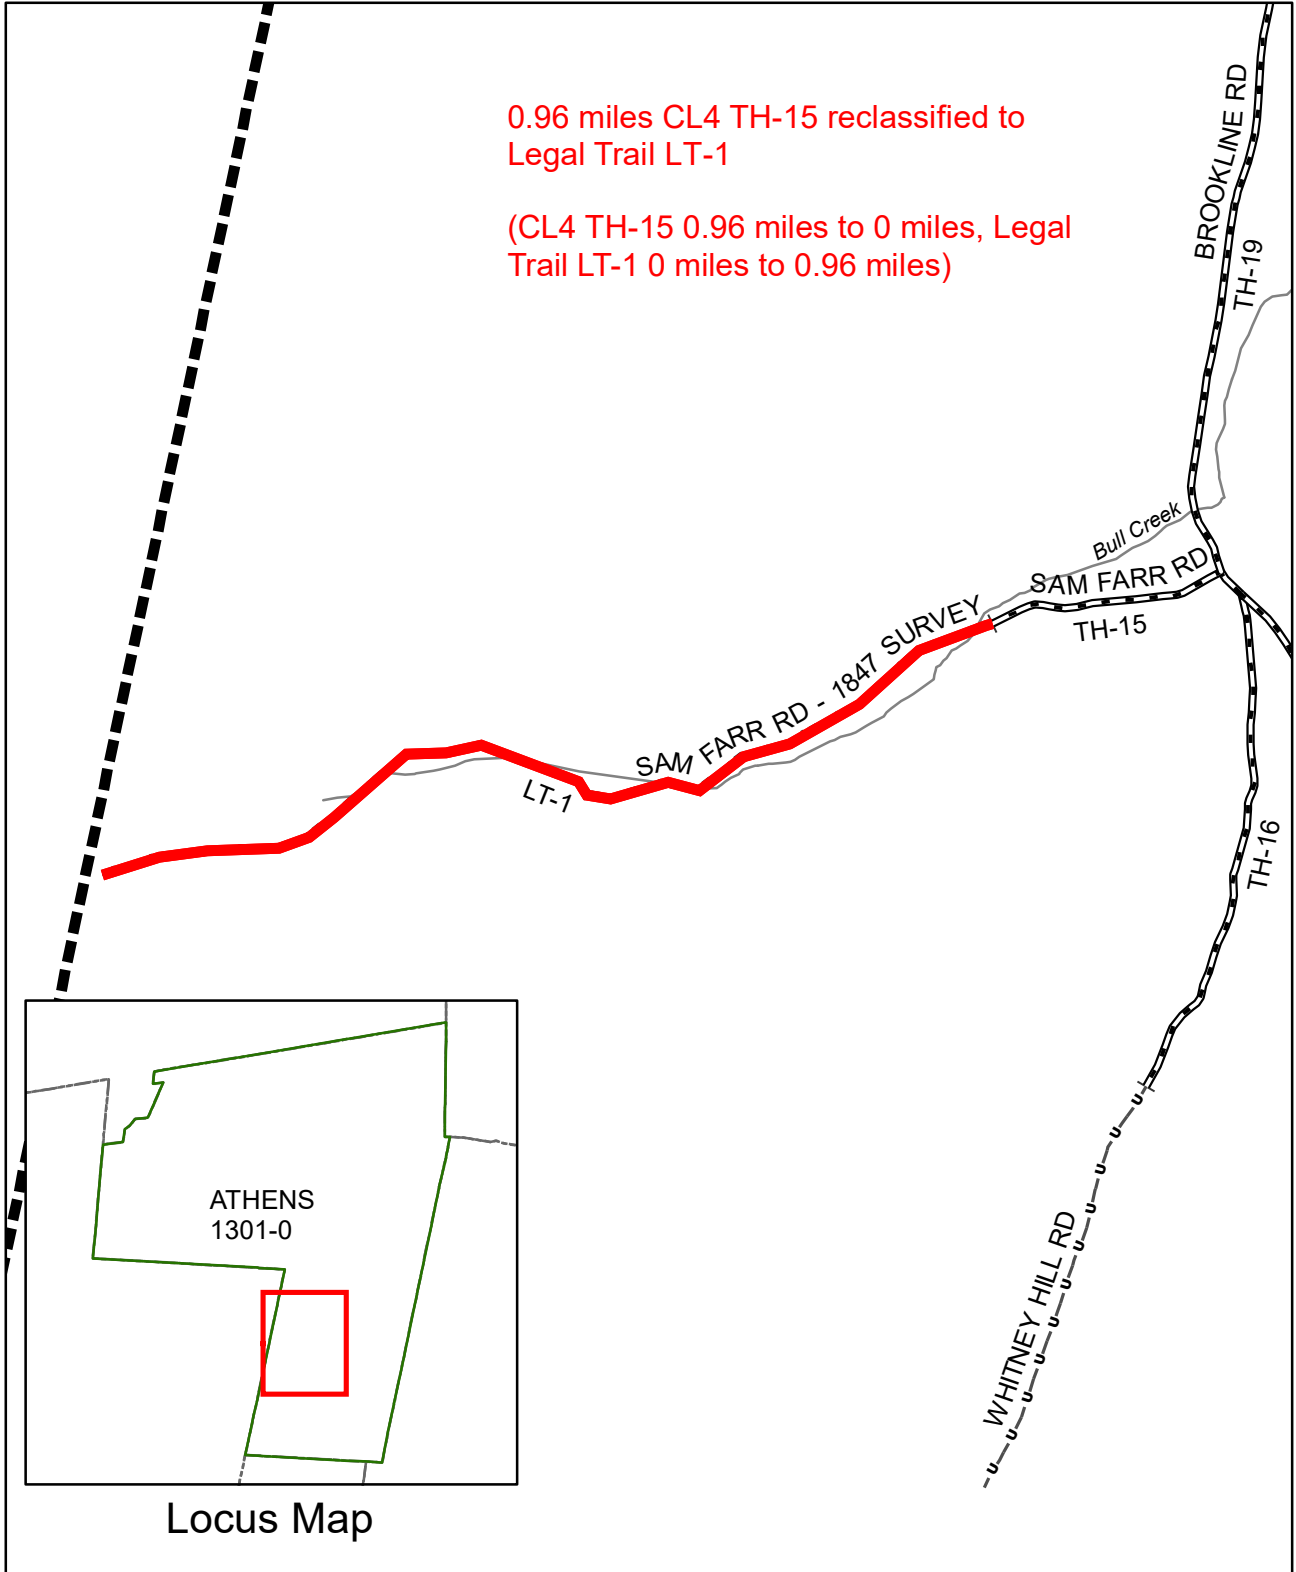 0.96 miles CL4 TH-15 reclassified to
Legal Trail LT-1
(CL4 TH-15 0.96 miles to 0 miles, Legal
Trail LT-1 0 miles to 0.96 miles)
BROOKLINE RD
TH-19
Bull Creek
SAM FARR RD
TH-15
SAM FARR RD - 1847 SURVEY
LT-1
TH-16
WHITNEY HILL RD
ATHENS
1301-0
Locus Map